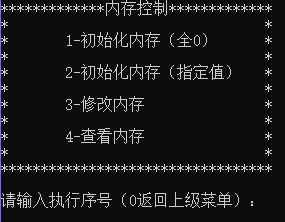 *************内存控制*************
* *
* 1-初始化内存（全0） *
* *
* 2-初始化内存（指定值） *
* *
* 3-修改内存 *
* *
* 4-查看内存 *
* *
**********************************
请输入执行序号（0返回上级菜单）：